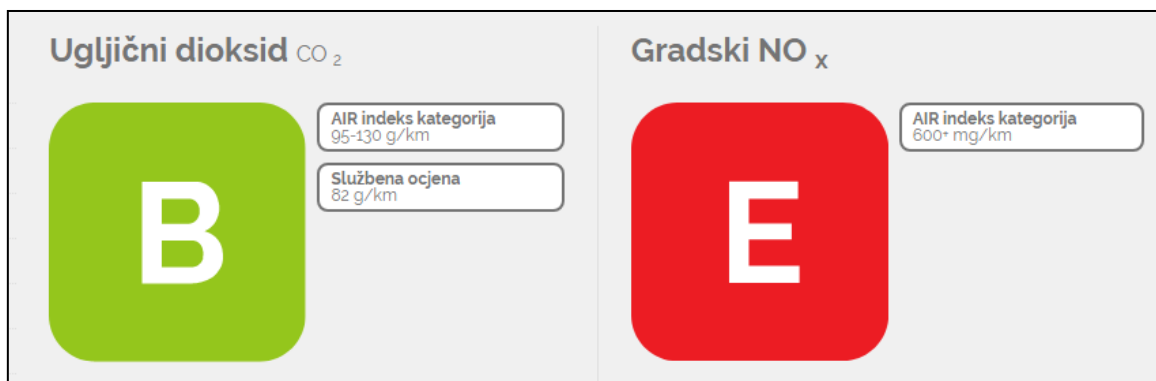 Ugljični dioksid CO 2
B
AIR indeks kategorija
95-130 g/km
Službena ocjena
82 g/km
Gradski NO X
E
AIR indeks kategorija
600+ mg/km